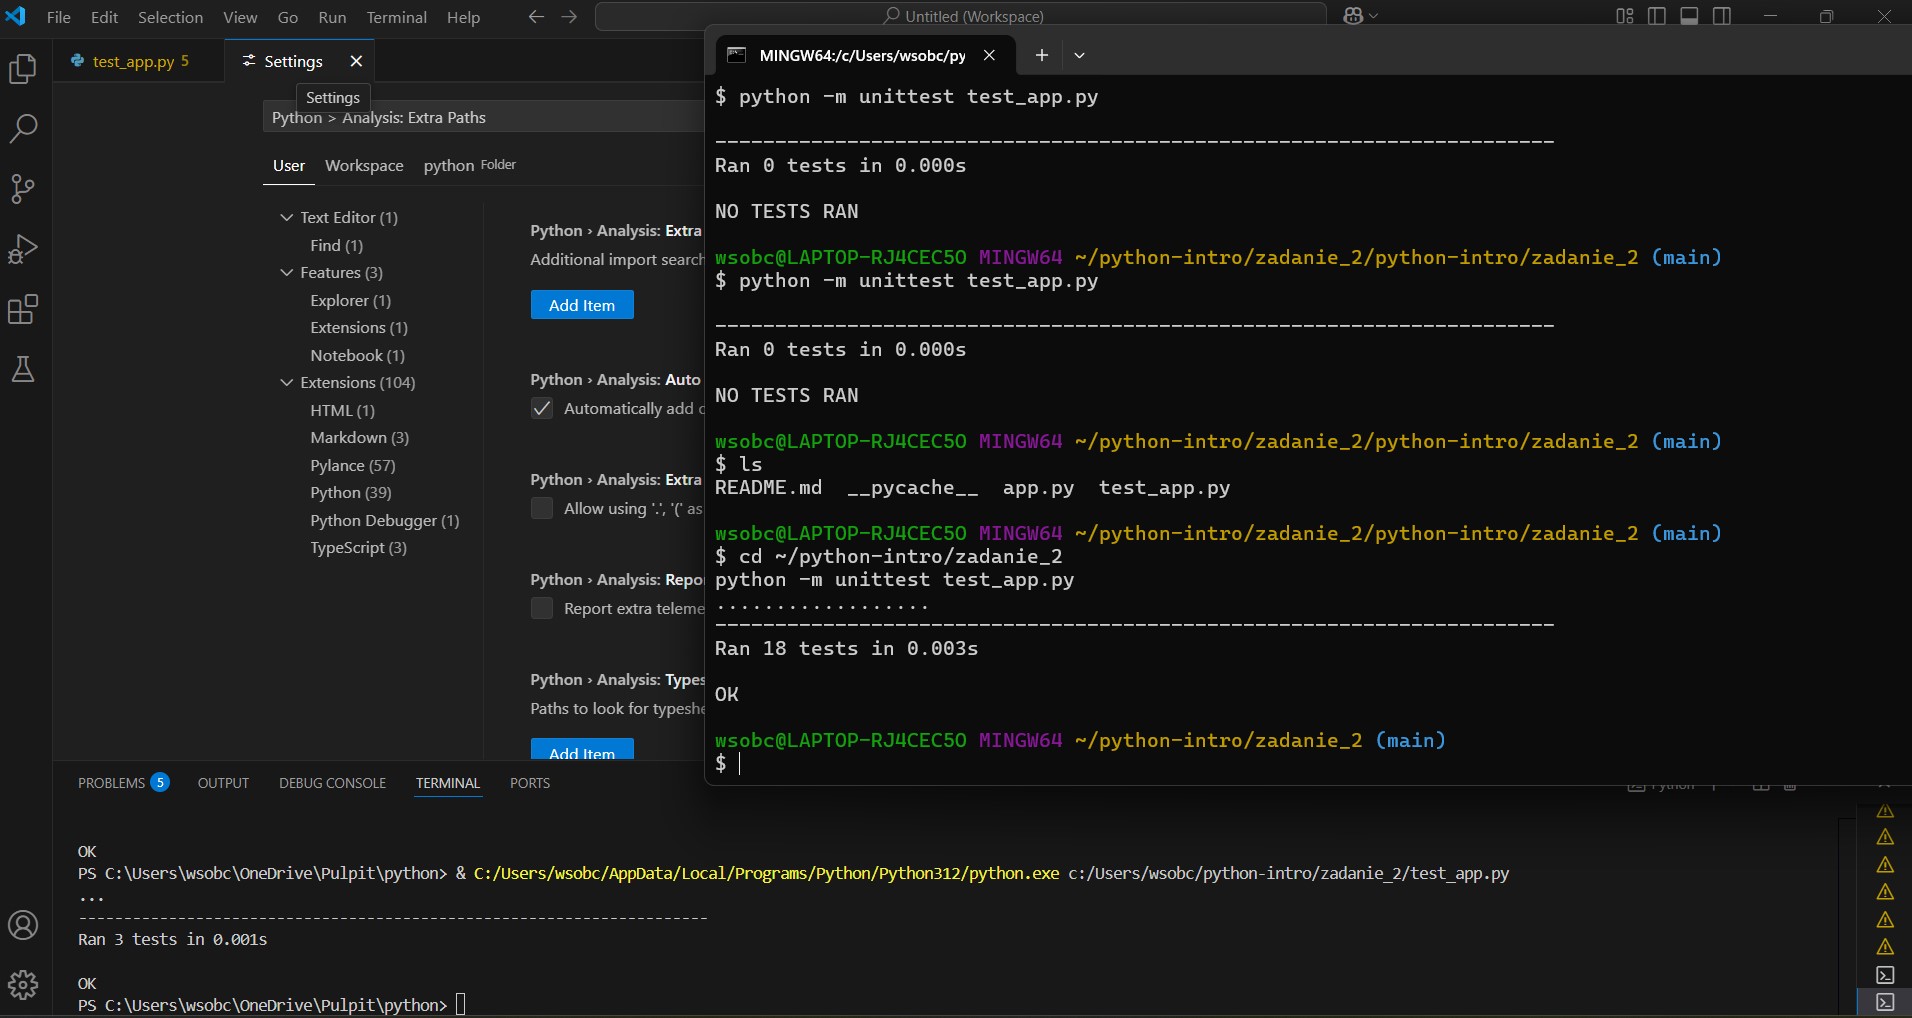 File Edit Selection View Go Run Terminal Help
Untitled (Workspace)
test_app.py 5
Settings
Settings
Python > Analysis: Extra Paths
User Workspace python Folder
Text Editor (1)
Find (1)
Features (3)
Explorer (1)
Extensions (1)
Notebook (1)
Extensions (104)
HTML (1)
Markdown (3)
Pylance (57)
Python (39)
Python Debugger (1)
TypeScript (3)
Python › Analysis: Extra
Additional import search
Add Item
Python › Analysis: Auto
Automatically add
Python › Analysis: Extra
Allow using '.', '(' as
Python › Analysis: Repo
Report extra teleme
Python › Analysis: Types
Paths to look for typeshe
Add Item
MINGW64:/c/Users/wsobc/py
$ python -m unittest test_app.py
----------------------------------------------------------------------
Ran 0 tests in 0.000s
NO TESTS RAN
wsobc@LAPTOP-RJ4CEC5O MINGW64 ~/python-intro/zadanie_2/python-intro/zadanie_2 (main)
$ python -m unittest test_app.py
----------------------------------------------------------------------
Ran 0 tests in 0.000s
NO TESTS RAN
wsobc@LAPTOP-RJ4CEC5O MINGW64 ~/python-intro/zadanie_2/python-intro/zadanie_2 (main)
$ ls
README.md __pycache__ app.py test_app.py
wsobc@LAPTOP-RJ4CEC5O MINGW64 ~/python-intro/zadanie_2/python-intro/zadanie_2 (main)
$ cd ~/python-intro/zadanie_2
python -m unittest test_app.py
..................
----------------------------------------------------------------------
Ran 18 tests in 0.003s
OK
wsobc@LAPTOP-RJ4CEC5O MINGW64 ~/python-intro/zadanie_2 (main)
$
PROBLEMS 5 OUTPUT DEBUG CONSOLE TERMINAL PORTS
OK
PS C:\Users\wsobc\OneDrive\Pulpit\python> & C:/Users/wsobc/AppData/Local/Programs/Python/Python312/python.exe c:/Users/wsobc/python-intro/zadanie_2/test_app.py
...
----------------------------------------------------------------------
Ran 3 tests in 0.001s
OK
PS C:\Users\wsobc\OneDrive\Pulpit\python>